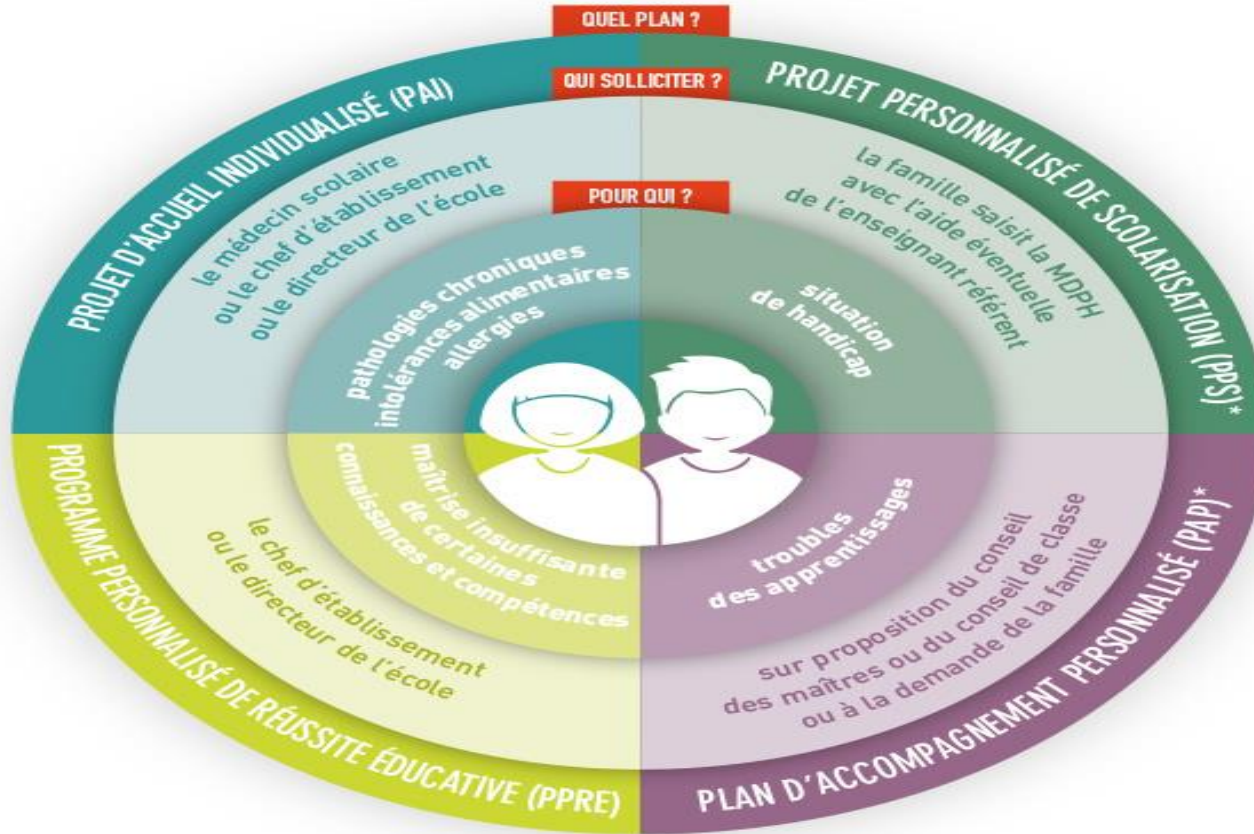 QUEL PLAN ?
QUI SOLLICITER ?
POUR QUI ?
PROJET D'ACCUEIL INDIVIDUALISÉ (PAI)
le médecin scolaire
ou le chef d'établissement
ou le directeur de l'école
pathologies chroniques
intolérances alimentaires
allergies
PROJET PERSONNALISÉ DE SCOLARISATION (PPS)*
la famille saisit la MDPH
avec l'aide éventuelle
de l'enseignant référent
situation
de handicap
PROGRAMME PERSONNALISÉ DE RÉUSSITE ÉDUCATIVE (PPRE)
le chef d'établissement
ou le directeur de l'école
maîtrise insuffisante
de certaines
connaissances et compétences
PLAN D'ACCOMPAGNEMENT PERSONNALISÉ (PAP)*
sur proposition du conseil
des maîtres ou du conseil de classe
ou à la demande de la famille
troubles
des apprentissages